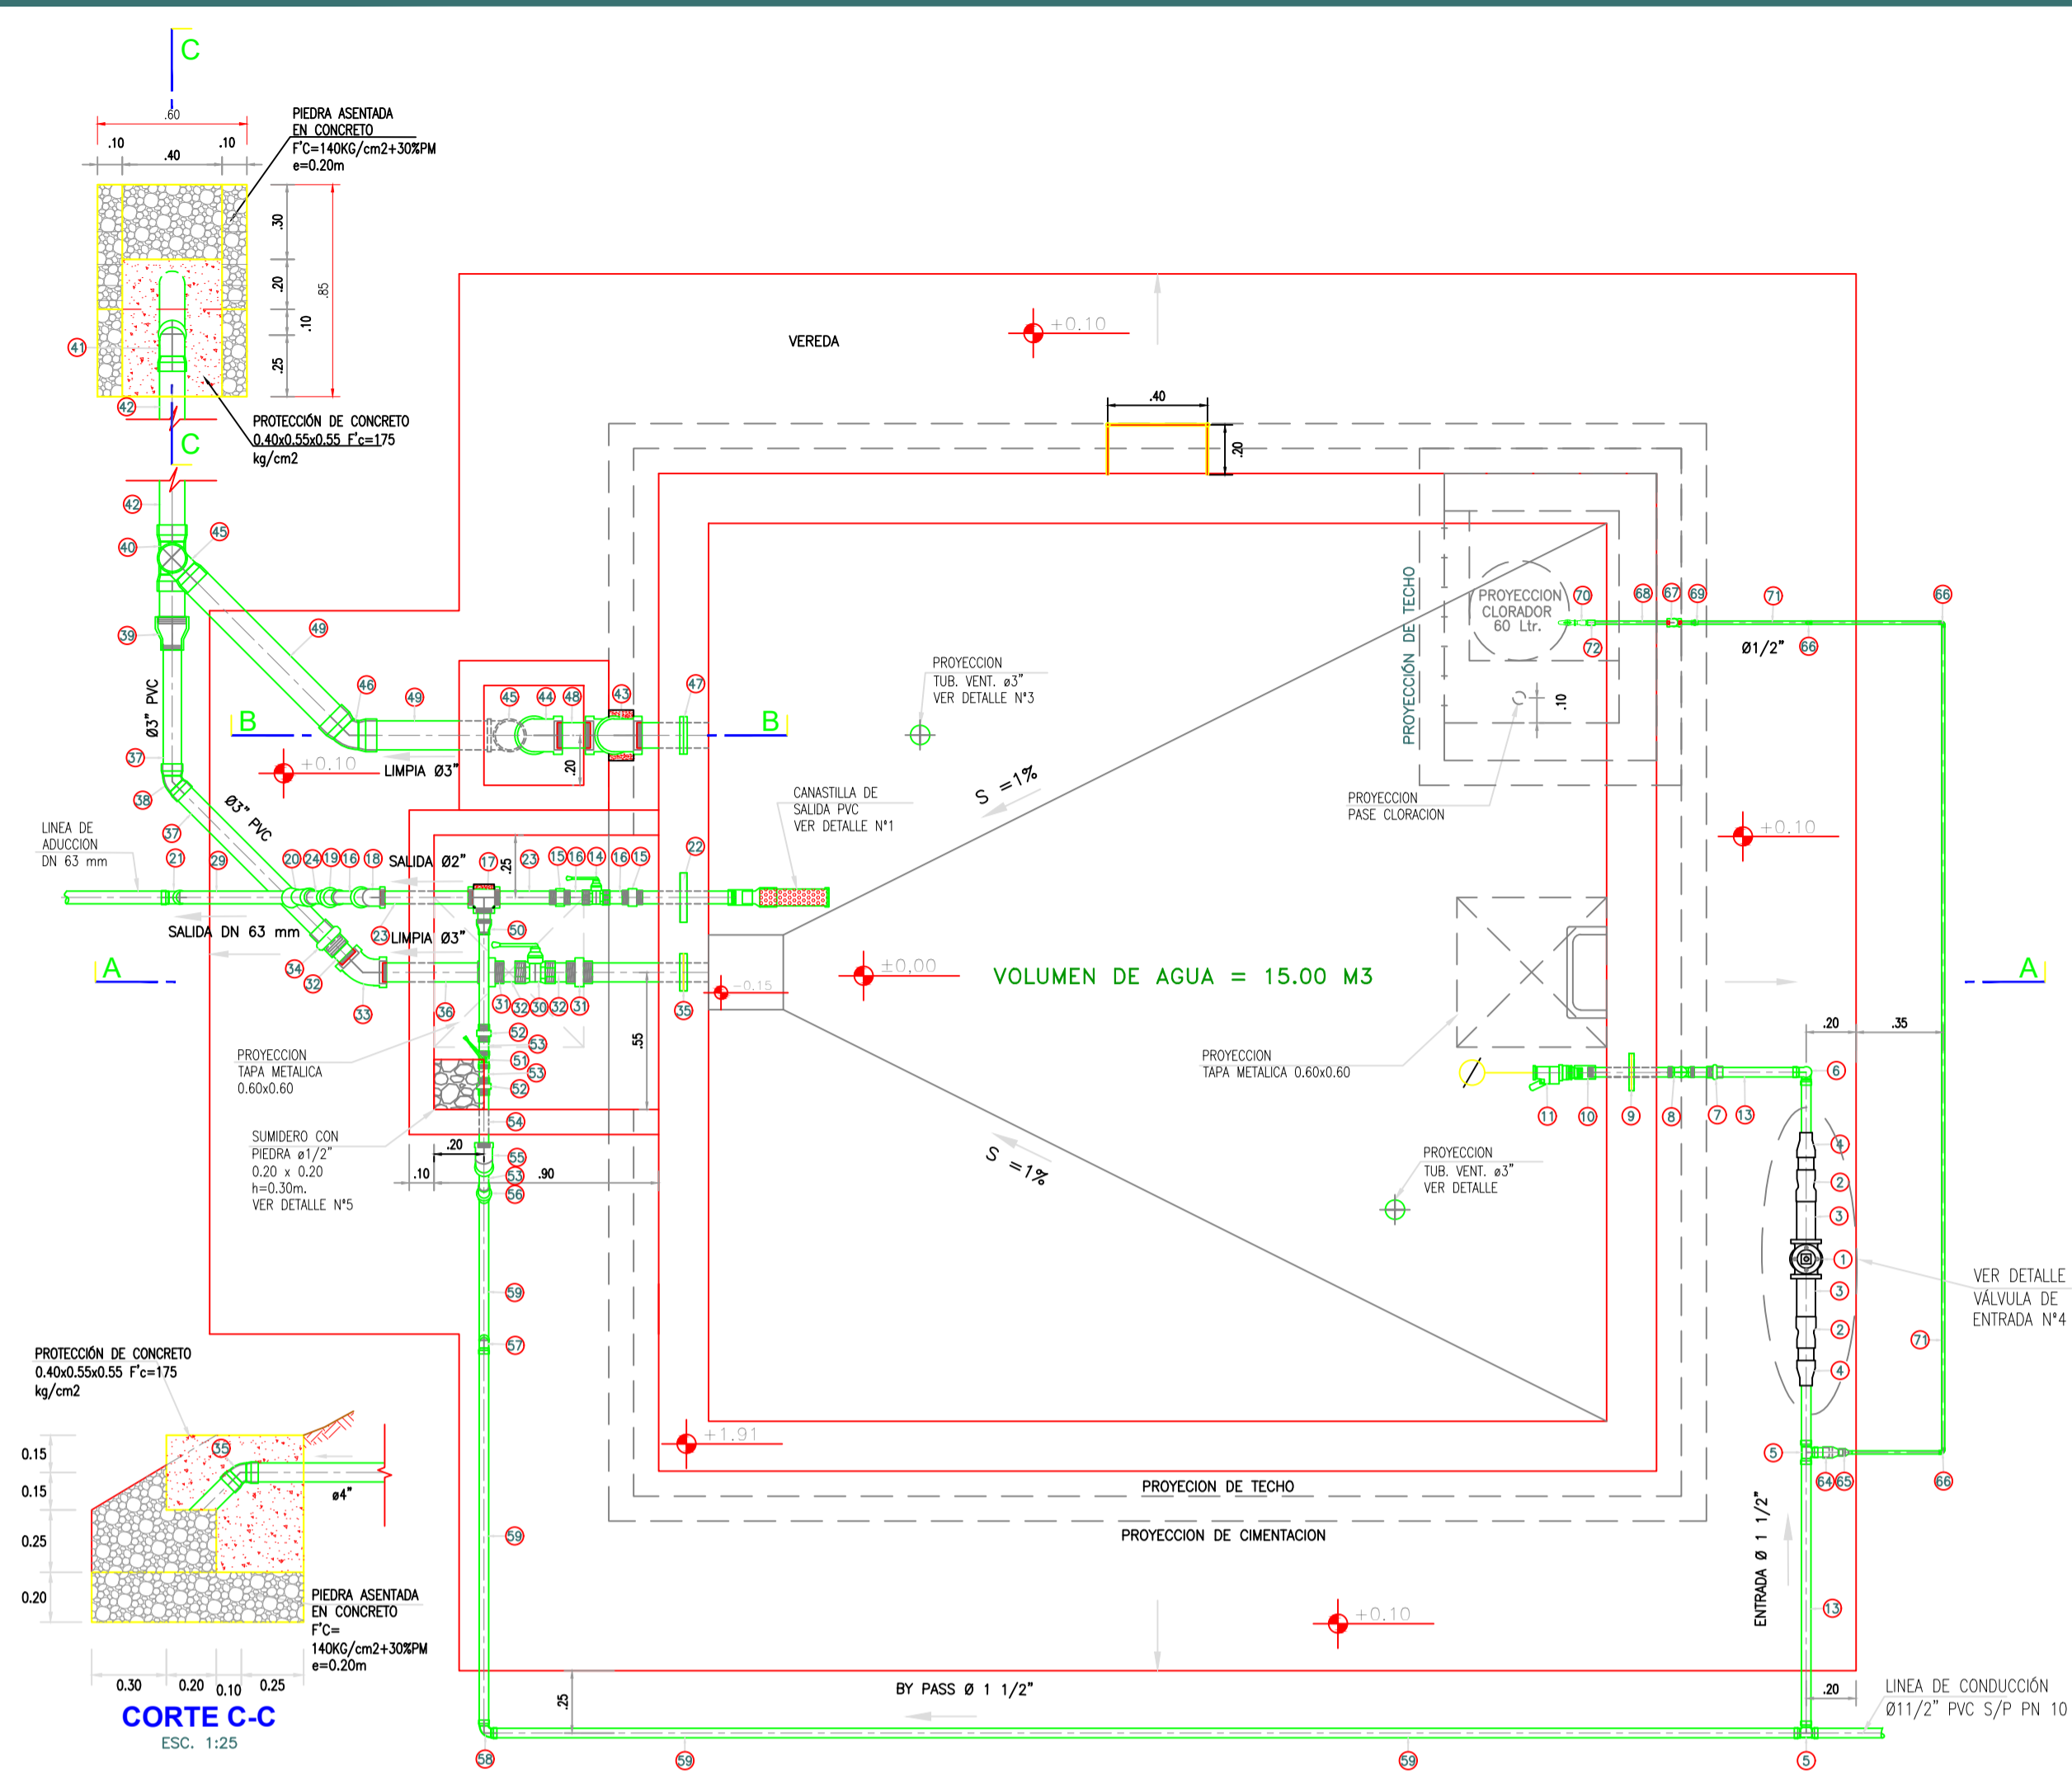 C
.60
.10
.40
.10
PIEDRA ASENTADA
EN CONCRETO
F'C=140KG/cm2+30%PM
e=0.20m
.30
.20
.85
.10
.25
41
42
PROTECCIÓN DE CONCRETO
0.40x0.55x0.55 F'c=175
kg/cm2
C
42
45
40
39
49
Ø3" PVC
46
49
45
44
48
43
47
B
B
37
+0.10
LIMPIA Ø3"
.20
38
37
Ø3" PVC
VEREDA
+0.10
.40
.20
PROYECCIÓN DE TECHO
PROYECCION
CLORADOR
60 Ltr.
70
68
67
69
71
66
72
66
Ø1/2"
.10
PROYECCION
TUB. VENT. ø3"
VER DETALLE N°3
S =1%
CANASTILLA DE
SALIDA PVC
VER DETALLE N°1
PROYECCION
PASE CLORACION
+0.10
LINEA DE
ADUCCION
DN 63 mm
21
29
20
24
19
16
18
SALIDA Ø2"
17
.25
23
15
16
14
16
15
22
SALIDA DN 63 mm
23
LIMPIA Ø3"
50
A
34
32
33
36
31
32
30
32
31
35
-0.15
±0.00
VOLUMEN DE AGUA = 15.00 M3
A
.20
.35
52
53
51
53
52
.55
PROYECCION
TAPA METALICA
0.60x0.60
PROYECCION
TAPA METALICA 0.60x0.60
6
11
10
9
8
7
13
54
SUMIDERO CON
PIEDRA ø1/2"
0.20 x 0.20
h=0.30m.
VER DETALLE N°5
.20
.10
.90
55
53
56
S =1%
PROYECCION
TUB. VENT. ø3"
VER DETALLE
4
2
3
1
3
2
4
VER DETALLE
VÁLVULA DE
ENTRADA N°4
71
59
57
5
64
65
66
+1.91
PROYECION DE TECHO
PROYECCION DE CIMENTACION
59
ENTRADA Ø 1 1/2"
13
+0.10
PROTECCIÓN DE CONCRETO
0.40x0.55x0.55 F'c=175
kg/cm2
35
ø4"
0.15
0.15
0.25
0.20
PIEDRA ASENTADA
EN CONCRETO
F'C=
140KG/cm2+30%PM
e=0.20m
0.30
0.20
0.10
0.25
CORTE C-C
ESC. 1:25
.25
BY PASS Ø 1 1/2"
.20
LINEA DE CONDUCCIÓN
Ø11/2" PVC S/P PN 10
58
59
59
5